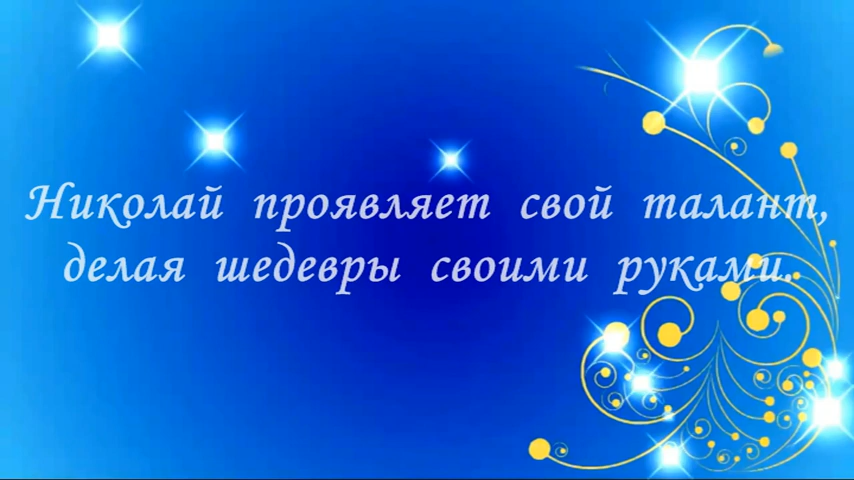 Николай проявляет свой талант,
делая шедевры своими руками.